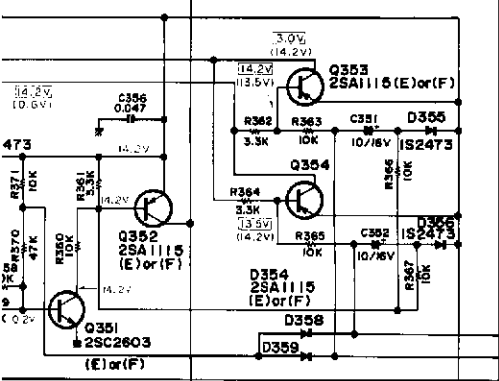 3.0V
(14.2V)
14.2V
(13.5V)
Q353
2SA1115(E)or(F)
14.2V
(0.6V)
C356
0.047
R362
3.3K
R363
10K
C351
10/16V
D355
1S2473
473
14.2V
R371
10K
R361
3.3K
Q354
R366
10K
14.2V
R364
3.3K
13.5V
(14.2V)
Q352
2SA1115
(E)or(F)
R365
10K
C352
10/16V
D356
1S2473
R370
47K
R360
10K
D354
2SA1115
(E)or(F)
R367
10K
14.2V
0.2V
Q351
2SC2603
(E)or(F)
D358
D359